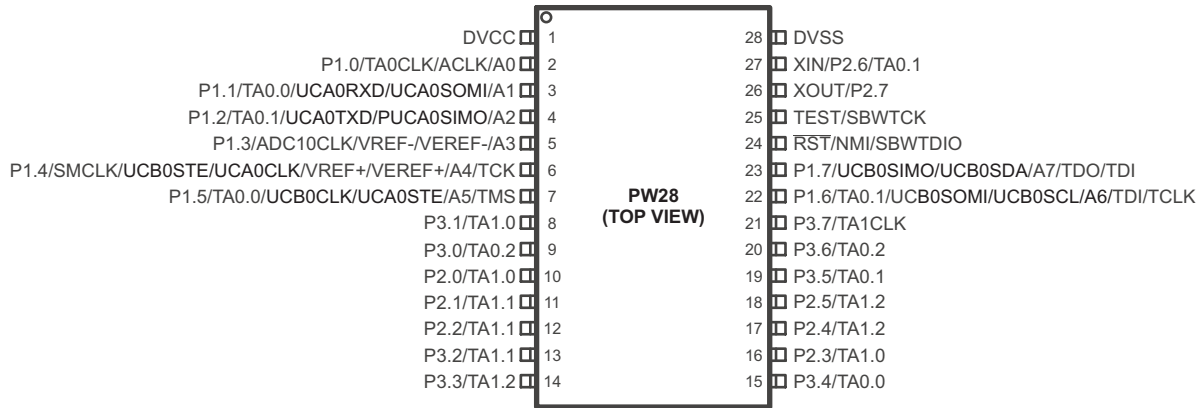 DVCC 1 28 DVSS
P1.0/TA0CLK/ACLK/A0 2 27 XIN/P2.6/TA0.1
P1.1/TA0.0/UCA0RXD/UCA0SOMI/A1 3 26 XOUT/P2.7
P1.2/TA0.1/UCA0TXD/PUCA0SIMO/A2 4 25 TEST/SBWTCK
P1.3/ADC10CLK/VREF-/VEREF-/A3 5 24 RST/NMI/SBWTDIO
P1.4/SMCLK/UCB0STE/UCA0CLK/VREF+/VEREF+/A4/TCK 6 23 P1.7/UCB0SIMO/UCB0SDA/A7/TDO/TDI
P1.5/TA0.0/UCB0CLK/UCA0STE/A5/TMS 7 PW28 22 P1.6/TA0.1/UCB0SOMI/UCB0SCL/A6/TDI/TCLK
P3.1/TA1.0 8 (TOP VIEW) 21 P3.7/TA1CLK
P3.0/TA0.2 9 20 P3.6/TA0.2
P2.0/TA1.0 10 19 P3.5/TA0.1
P2.1/TA1.1 11 18 P2.5/TA1.2
P2.2/TA1.1 12 17 P2.4/TA1.2
P3.2/TA1.1 13 16 P2.3/TA1.0
P3.3/TA1.2 14 15 P3.4/TA0.0